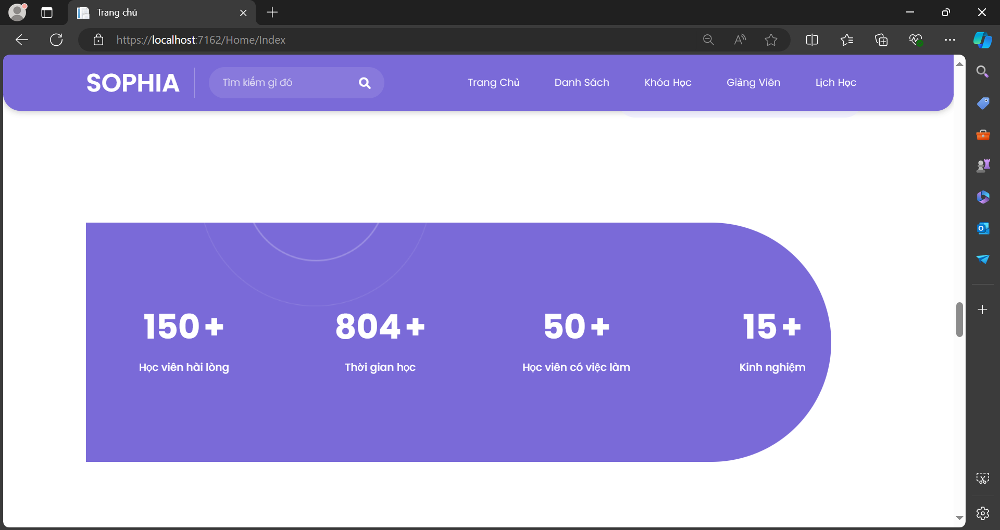 Trang chủ
https://localhost:7162/Home/Index
SOPHIA
Tìm kiếm gì đó
Trang Chủ
Danh Sách
Khóa Học
Giảng Viên
Lịch Học
150+
804+
50+
15+
Học viên hài lòng
Thời gian học
Học viên có việc làm
Kinh nghiệm